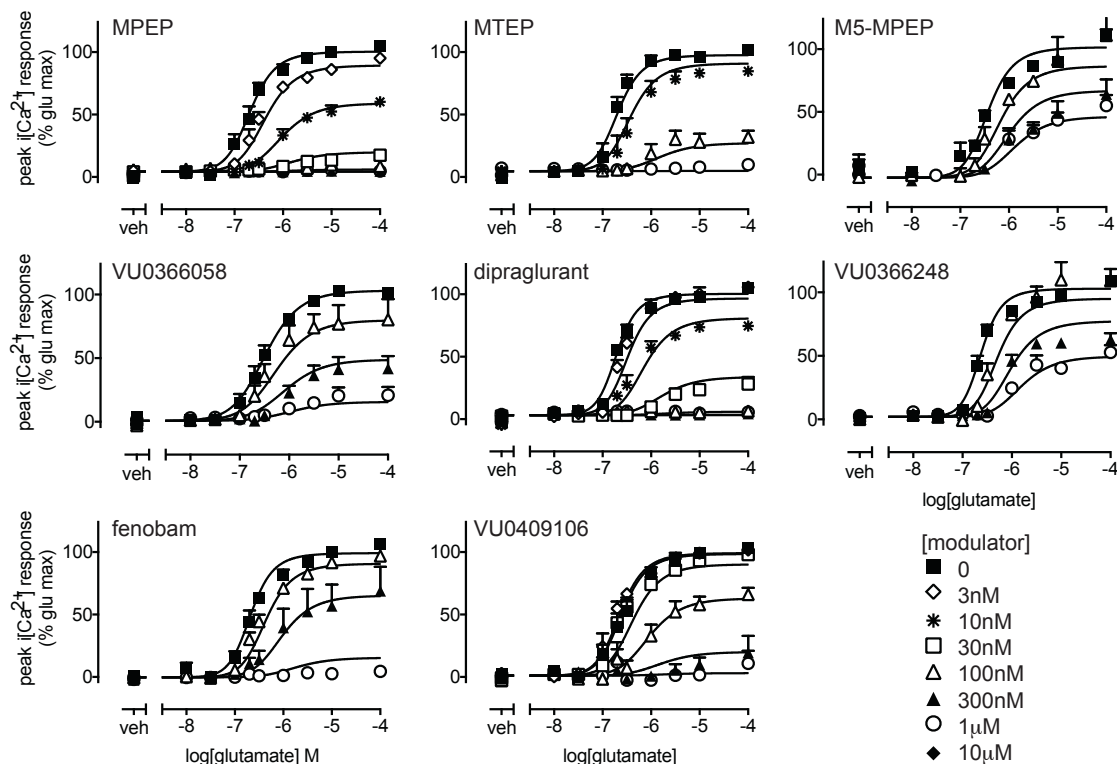 MPEP
MTEP
M5-MPEP
peak i[Ca2+] response
(% glu max)
100
50
0
veh -8 -7 -6 -5 -4
100
50
0
veh -8 -7 -6 -5 -4
100
50
0
veh -8 -7 -6 -5 -4
VU0366058
dipraglurant
VU0366248
peak i[Ca2+] response
(% glu max)
100
50
0
veh -8 -7 -6 -5 -4
100
50
0
veh -8 -7 -6 -5 -4
100
50
0
veh -8 -7 -6 -5 -4
log[glutamate]
fenobam
VU0409106
peak i[Ca2+] response
(% glu max)
100
50
0
veh -8 -7 -6 -5 -4
log[glutamate] M
100
50
0
veh -8 -7 -6 -5 -4
log[glutamate]
[modulator]
0
3nM
10nM
30nM
100nM
300nM
1μM
10μM